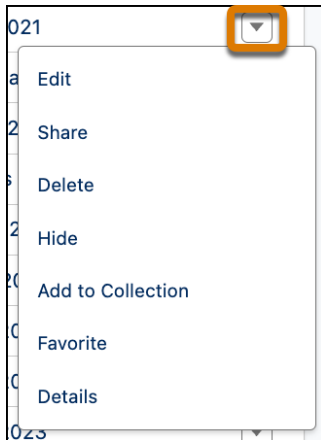 021
Edit
Share
Delete
Hide
Add to Collection
Favorite
Details
023